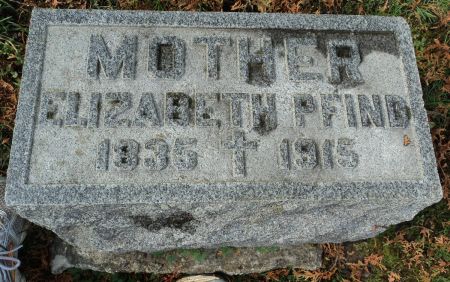 MOTHER
ELIZABETH PFIND
1835 † 1915